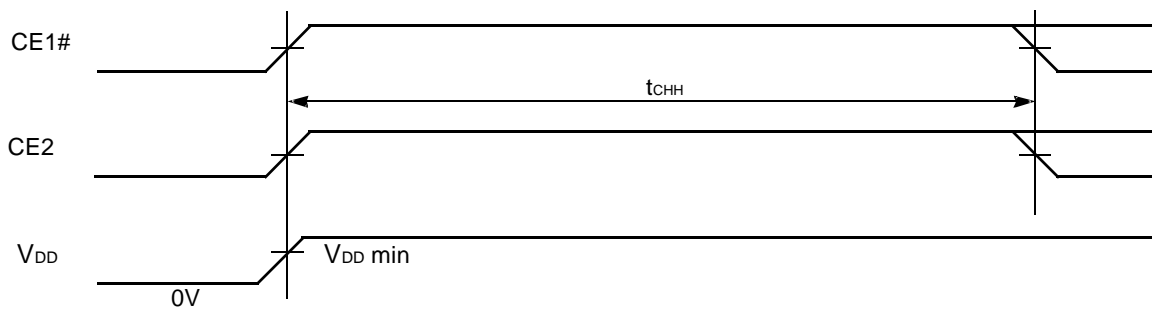 CE1#
tCHH
CE2
VDD
VDD min
0V